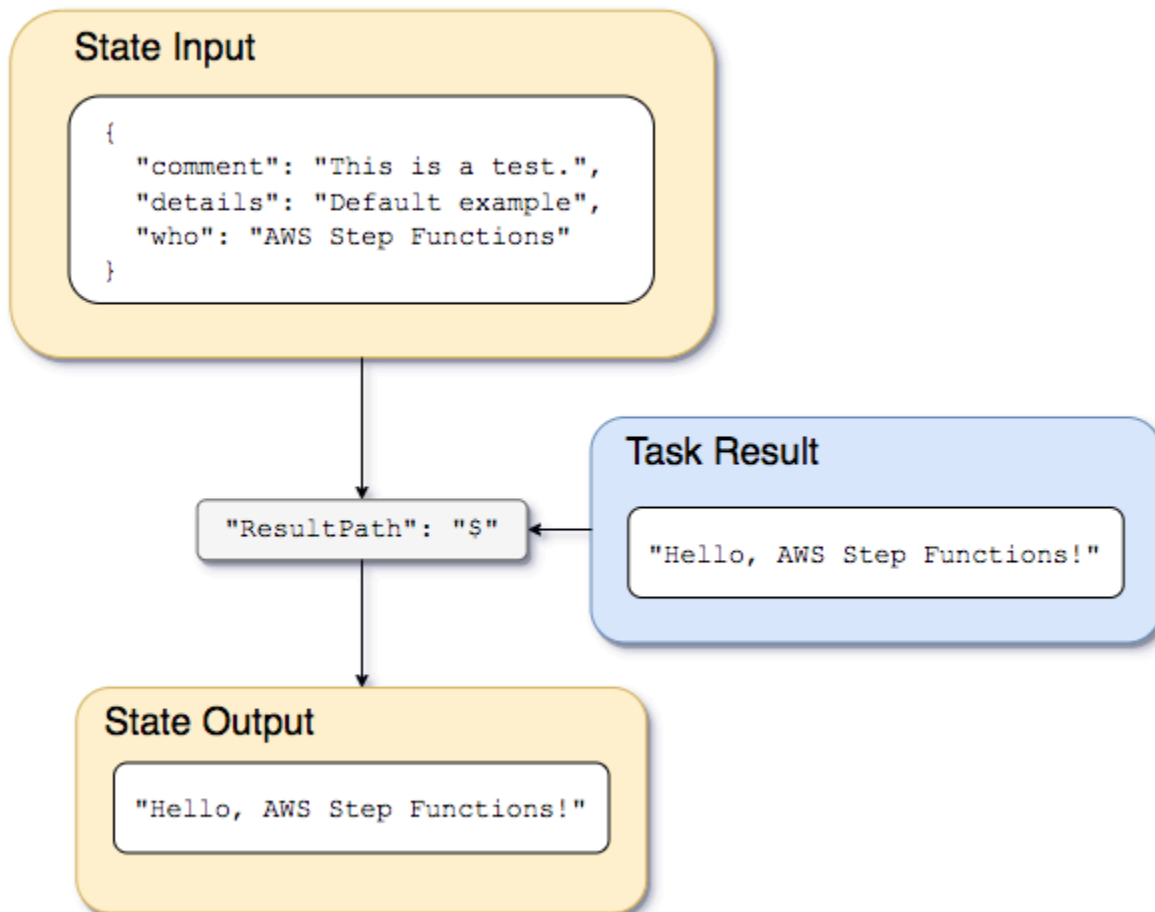 State Input
{
"comment": "This is a test.",
"details": "Default example",
"who": "AWS Step Functions"
}
Task Result
"ResultPath": "$"
"Hello, AWS Step Functions!"
State Output
"Hello, AWS Step Functions!"